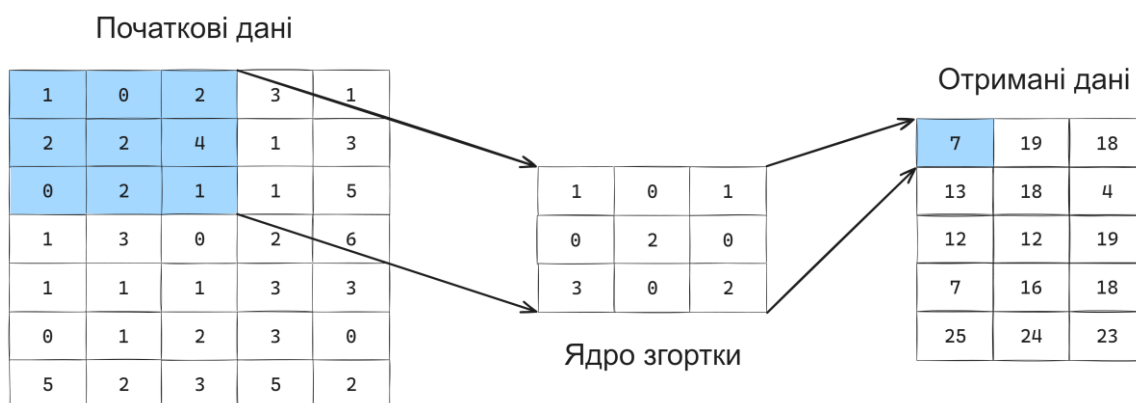 Початкові дані
Отримані дані
1 0 2 3 1
2 2 4 1 3
0 2 1 1 5
1 3 0 2 6
1 1 1 3 3
0 1 2 3 0
5 2 3 5 2
1 0 1
0 2 0
3 0 2
Ядро згортки
7 19 18
13 18 4
12 12 19
7 16 18
25 24 23